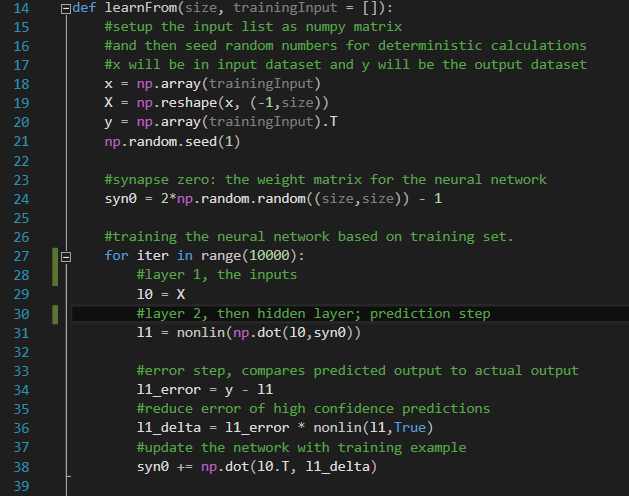 14 def learnFrom(size, trainingInput = []):
15 #setup the input list as numpy matrix
16 #and then seed random numbers for deterministic calculations
17 #x will be in input dataset and y will be the output dataset
18 x = np.array(trainingInput)
19 X = np.reshape(x, (-1,size))
20 y = np.array(trainingInput).T
21 np.random.seed(1)
22
23 #synapse zero: the weight matrix for the neural network
24 syn0 = 2*np.random.random((size,size)) - 1
25
26 #training the neural network based on training set.
27 for iter in range(10000):
28 #layer 1, the inputs
29 l0 = X
30 #layer 2, then hidden layer; prediction step
31 l1 = nonlin(np.dot(l0,syn0))
32
33 #error step, compares predicted output to actual output
34 l1_error = y - l1
35 #reduce error of high confidence predictions
36 l1_delta = l1_error * nonlin(l1,True)
37 #update the network with training example
38 syn0 += np.dot(l0.T, l1_delta)
39